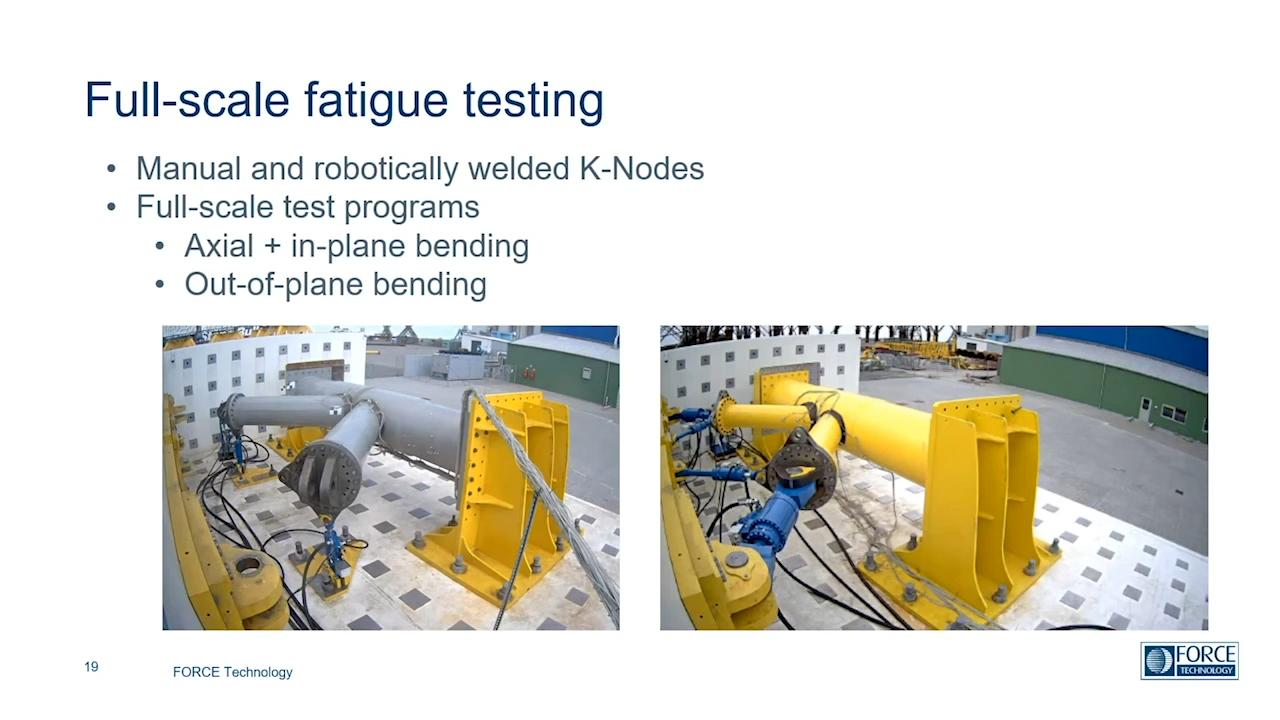 Full-scale fatigue testing
• Manual and robotically welded K-Nodes
• Full-scale test programs
• Axial + in-plane bending
• Out-of-plane bending
19
FORCE Technology
FORCE
TECHNOLOGY